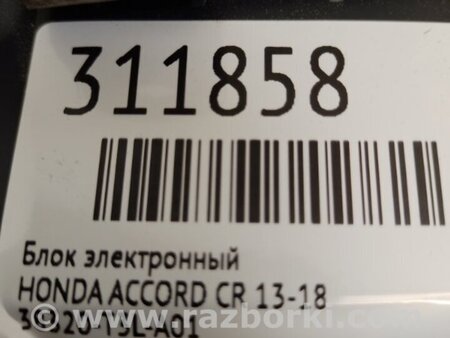 311858
Блок электронный
HONDA ACCORD CR 13-18
www.razborki.com